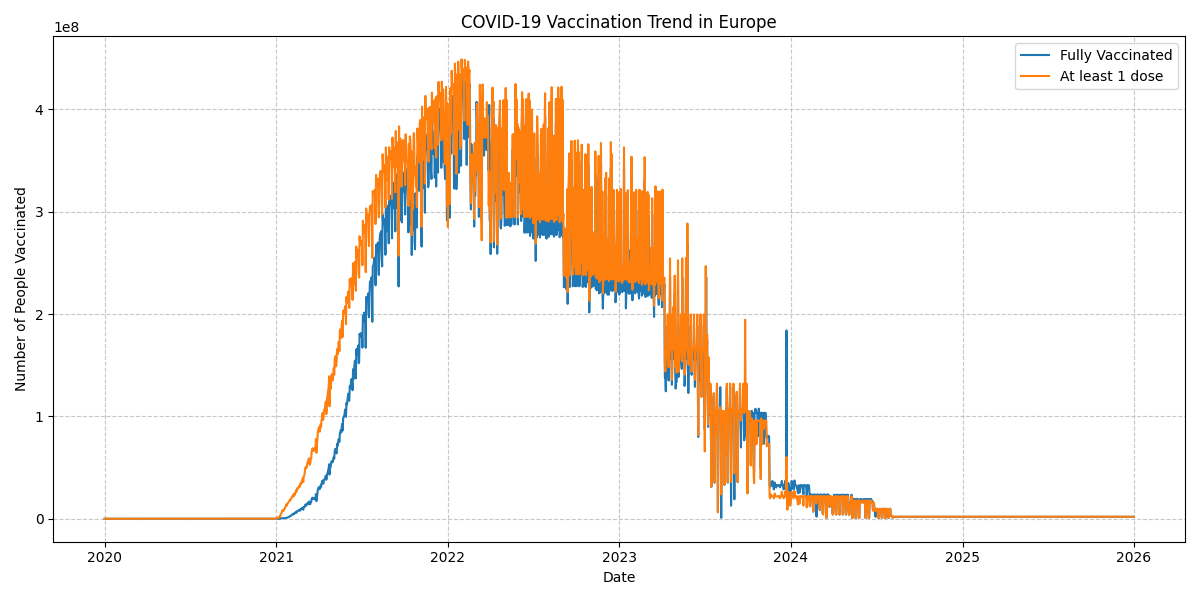 COVID-19 Vaccination Trend in Europe
1e8
Fully Vaccinated
At least 1 dose
Number of People Vaccinated
4
3
2
1
0
2020 2021 2022 2023 2024 2025 2026
Date